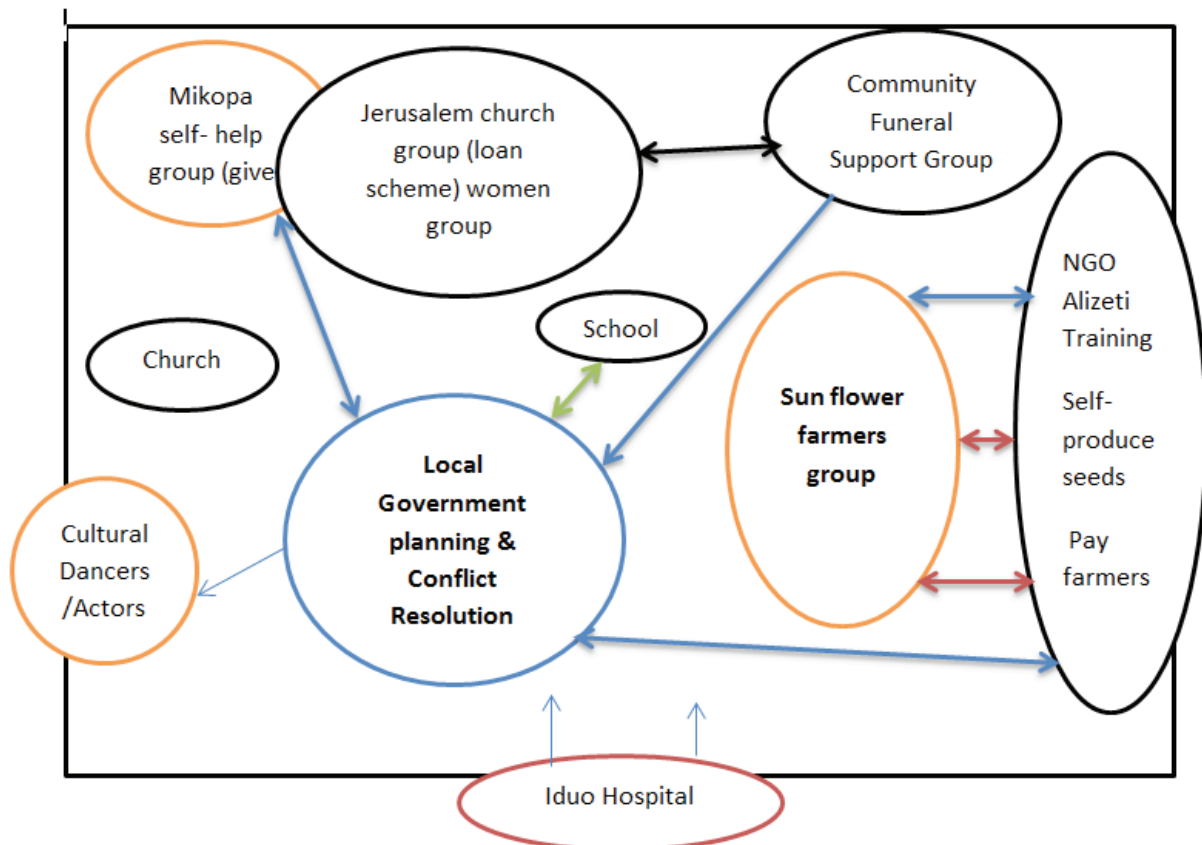 Mikopa
self- help
group (give
Jerusalem church
group (loan
scheme) women
group
Community
Funeral
Support Group
NGO
Alizeti
Training
Self-
produce
seeds
Pay
farmers
School
Church
Sun flower
farmers
group
Local
Government
planning &
Conflict
Resolution
Cultural
Dancers
/Actors
Iduo Hospital